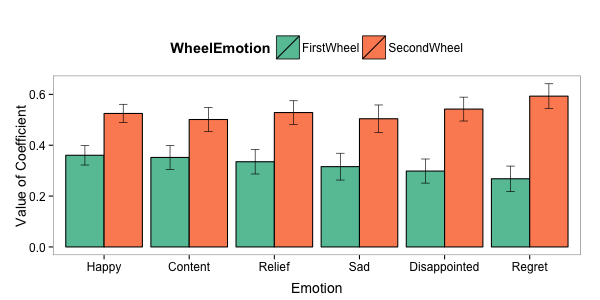 WheelEmotion FirstWheel SecondWheel
Value of Coefficient
0.6
0.4
0.2
0.0
Happy Content Relief Sad Disappointed Regret
Emotion